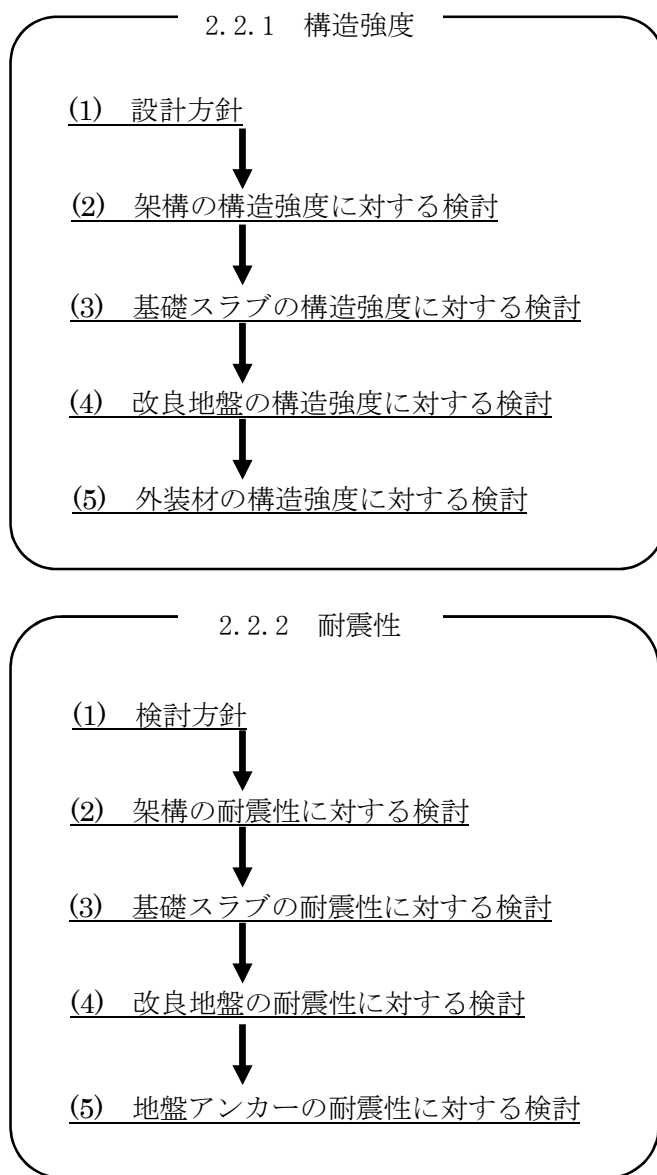 2.2.1 構造強度
(1) 設計方針
(2) 架構の構造強度に対する検討
(3) 基礎スラブの構造強度に対する検討
(4) 改良地盤の構造強度に対する検討
(5) 外装材の構造強度に対する検討
2.2.2 耐震性
(1) 検討方針
(2) 架構の耐震性に対する検討
(3) 基礎スラブの耐震性に対する検討
(4) 改良地盤の耐震性に対する検討
(5) 地盤アンカーの耐震性に対する検討